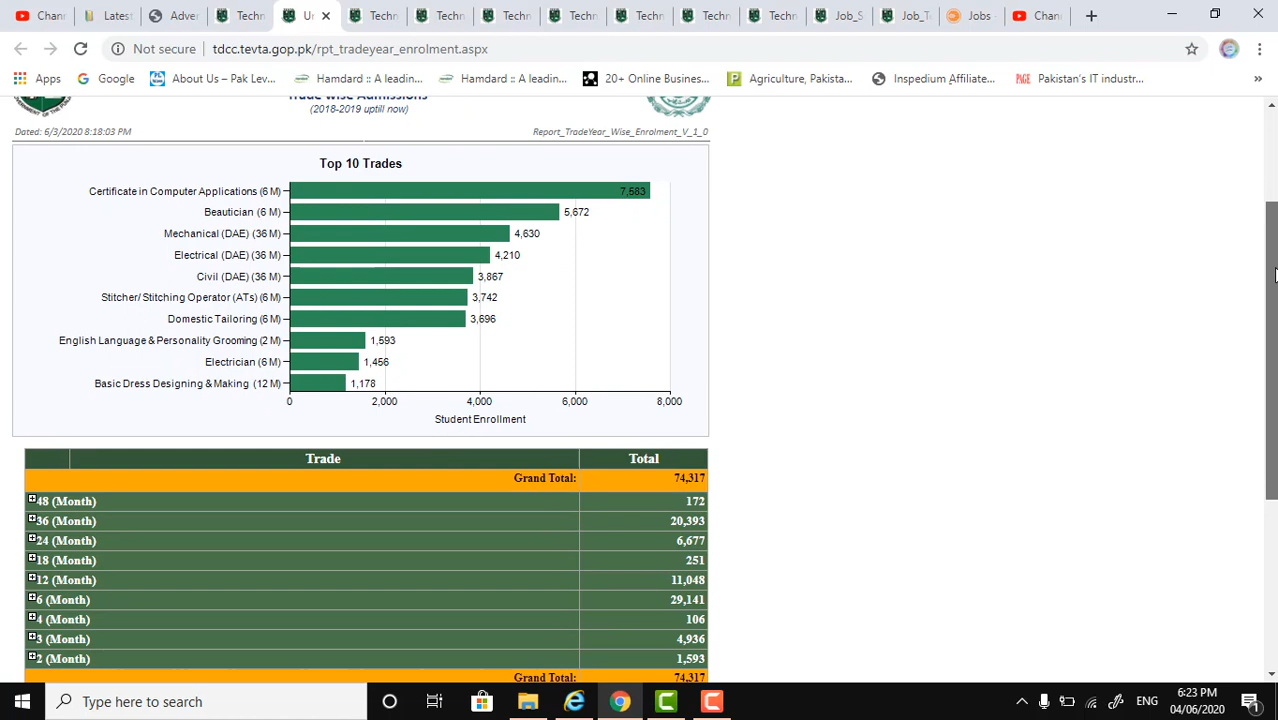 Chann
Latest
Adver
Techn
Un
Techn
Techn
Techn
Techn
Techn
Techn
Techn
Job_S
Job_Te
Jobs -
Chann
Not secure
tdcc.tevta.gop.pk/rpt_tradeyear_enrolment.aspx
Apps
Google
About Us – Pak Lev...
Hamdard :: A leadin...
Hamdard :: A leadin...
20+ Online Business...
Agriculture, Pakista...
Inspedium Affiliate...
PAGE
Pakistan's IT industr...
»
Trade wise Admissions
(2018-2019 uptill now)
Dated: 6/3/2020 8:18:03 PM
Report_TradeYear_Wise_Enrolment_V_1_0
Top 10 Trades
Certificate in Computer Applications (6 M) 7,583
Beautician (6 M) 5,672
Mechanical (DAE) (36 M) 4,630
Electrical (DAE) (36 M) 4,210
Civil (DAE) (36 M) 3,867
Stitcher/ Stitching Operator (ATs) (6 M) 3,742
Domestic Tailoring (6 M) 3,696
English Language & Personality Grooming (2 M) 1,593
Electrician (6 M) 1,456
Basic Dress Designing & Making (12 M) 1,178
0 2,000 4,000 6,000 8,000
Student Enrollment
Trade Total
Grand Total: 74,317
48 (Month) 172
36 (Month) 20,393
24 (Month) 6,677
18 (Month) 251
12 (Month) 11,048
6 (Month) 29,141
4 (Month) 106
3 (Month) 4,936
2 (Month) 1,593
Grand Total: 74,317
Type here to search
ENG
6:23 PM
04/06/2020
1